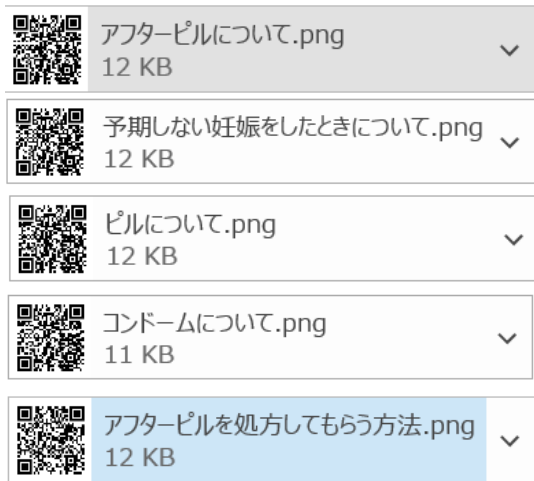 アフターピルについて.png
12 KB
予期しない妊娠をしたときについて.png
12 KB
ピルについて.png
12 KB
コンドームについて.png
11 KB
アフターピルを処方してもらう方法.png
12 KB